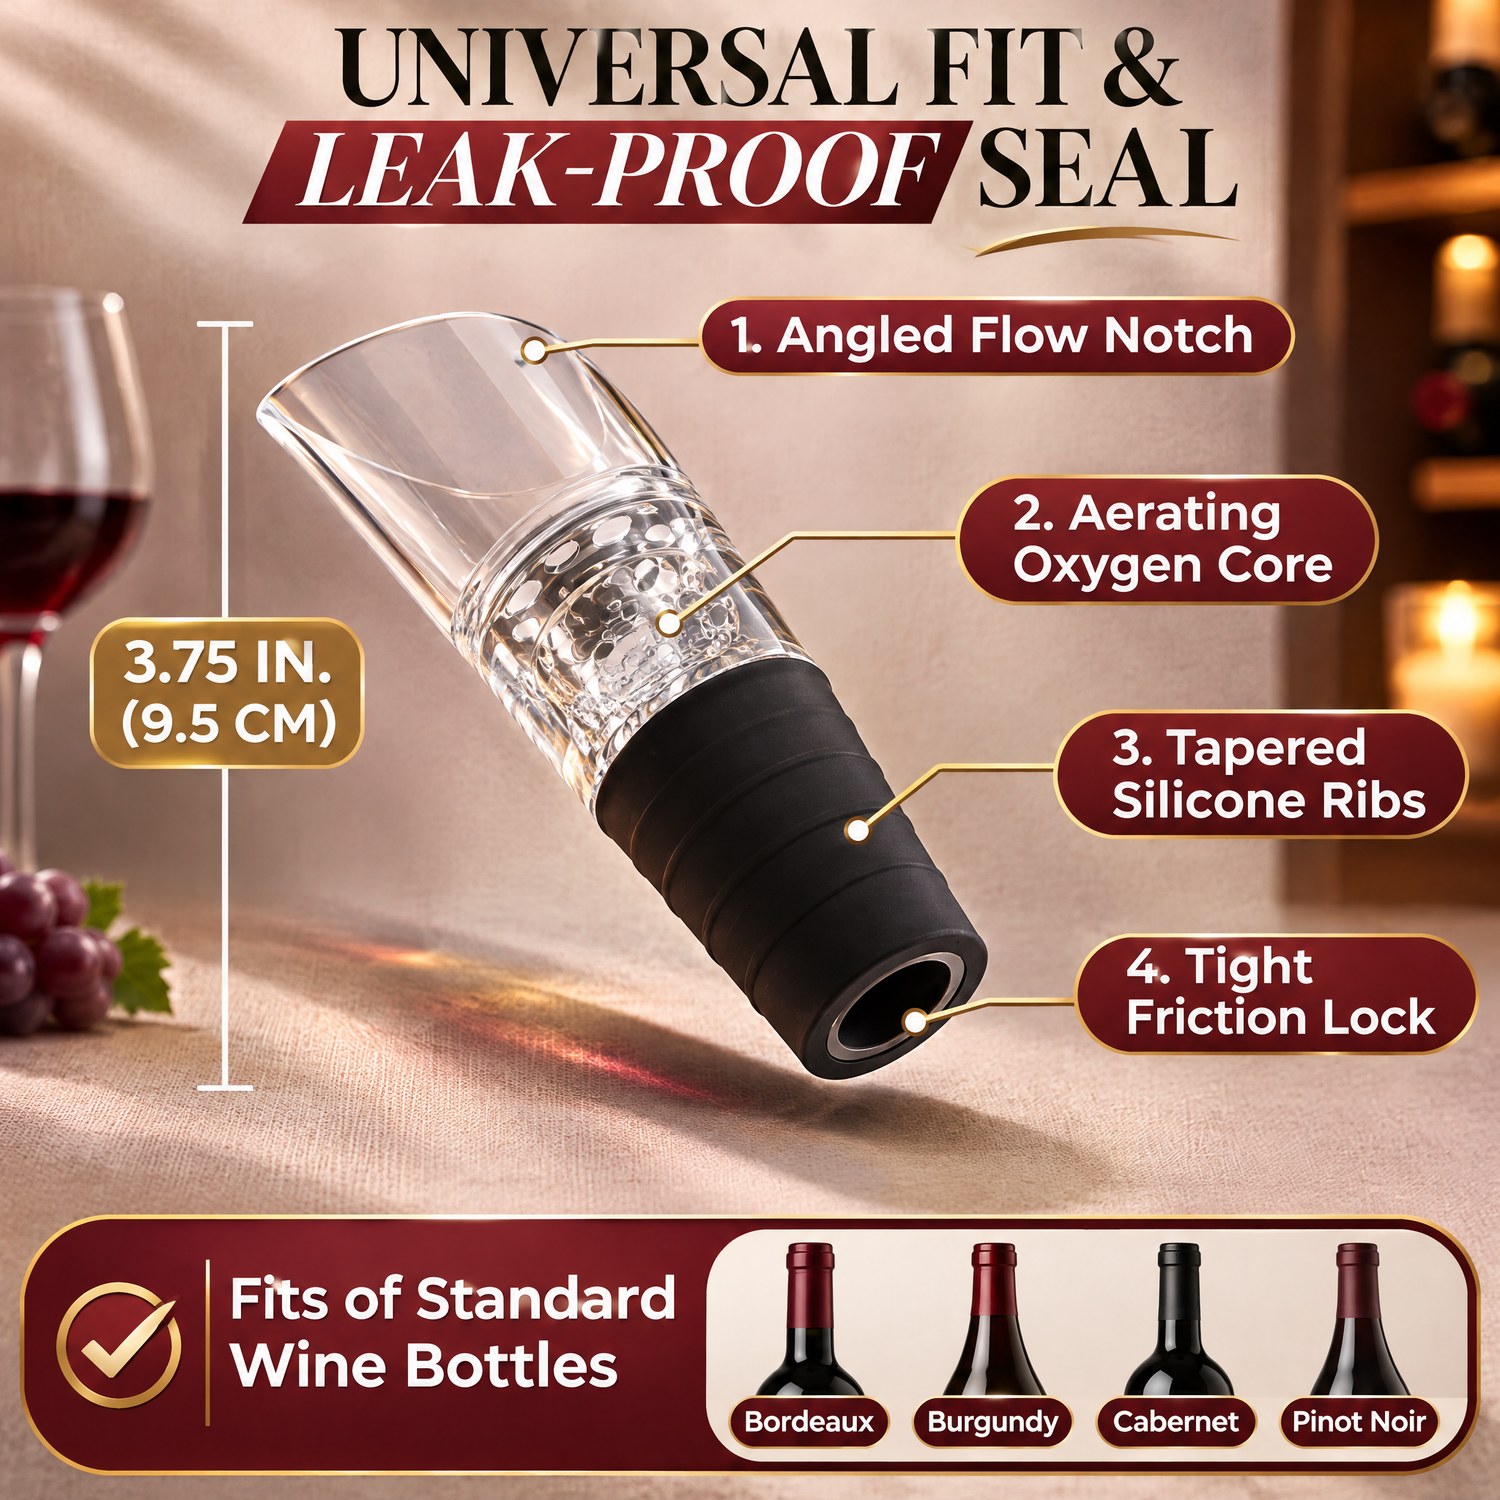 UNIVERSAL FIT &
LEAK-PROOF SEAL
1. Angled Flow Notch
2. Aerating
Oxygen Core
3.75 IN.
(9.5 CM)
3. Tapered
Silicone Ribs
4. Tight
Friction Lock
Fits of Standard
Wine Bottles
Bordeaux
Burgundy
Cabernet
Pinot Noir